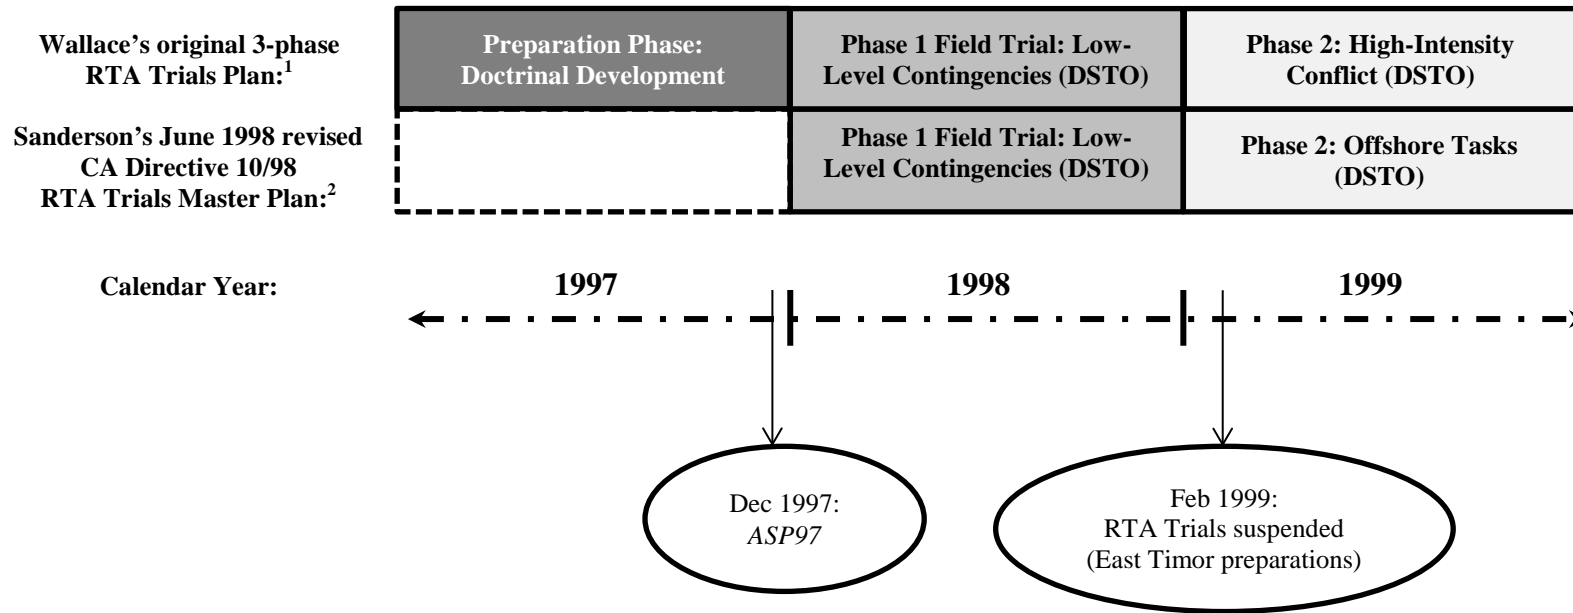 Wallace's original 3-phase
RTA Trials Plan:1
Preparation Phase:
Doctrinal Development
Phase 1 Field Trial: Low-
Level Contingencies (DSTO)
Phase 2: High-Intensity
Conflict (DSTO)
Sanderson's June 1998 revised
CA Directive 10/98
RTA Trials Master Plan:2
Phase 1 Field Trial: Low-
Level Contingencies (DSTO)
Phase 2: Offshore Tasks
(DSTO)
Calendar Year:
1997
1998
1999
Dec 1997:
ASP97
Feb 1999:
RTA Trials suspended
(East Timor preparations)